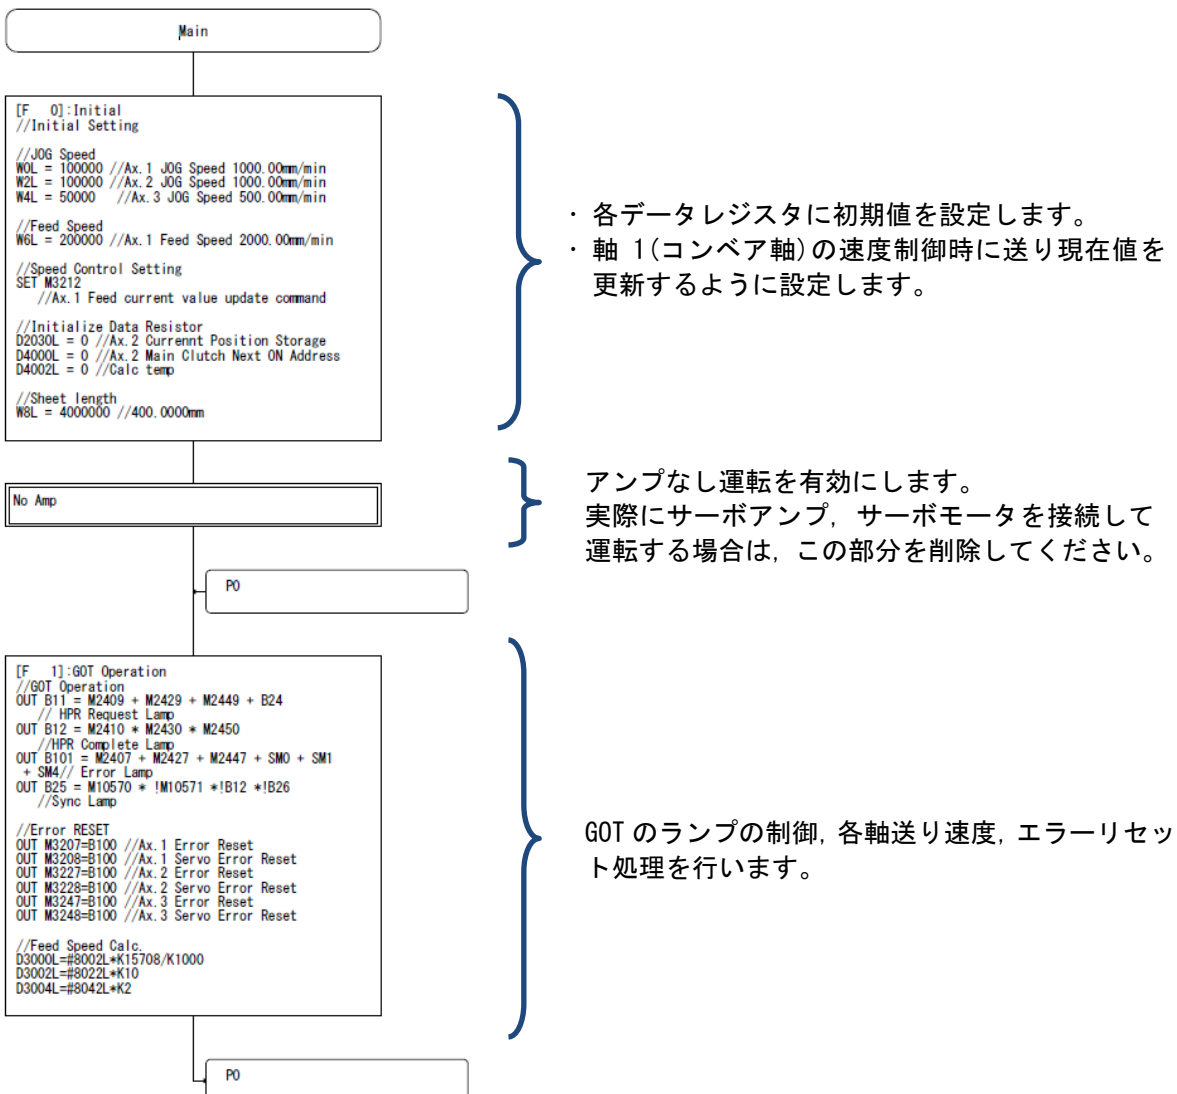 Main
[F   0]:Initial
//Initial Setting
//JOG Speed
W0L = 100000 //Ax.1 JOG Speed 1000.00mm/min
W2L = 100000 //Ax.2 JOG Speed 1000.00mm/min
W4L = 50000   //Ax.3 JOG Speed 500.00mm/min
//Feed Speed
W6L = 200000 //Ax.1 Feed Speed 2000.00mm/min
//Speed Control Setting
SET M3212
//Ax.1 Feed current value update command
//Initialize Data Resistor
D2030L = 0 //Ax.2 Currennt Position Storage
D4000L = 0 //Ax.2 Main Clutch Next ON Address
D4002L = 0 //Calc temp
//Sheet length
W8L = 4000000 //400.0000mm
・各データレジスタに初期値を設定します。
・軸 1(コンベア軸)の速度制御時に送り現在値を
更新するように設定します。
No Amp
アンプなし運転を有効にします。
実際にサーボアンプ, サーボモータを接続して
運転する場合は, この部分を削除してください。
P0
[F   1]:GOT Operation
//GOT Operation
OUT B11 = M2409 + M2429 + M2449 + B24
// HPR Request Lamp
OUT B12 = M2410 * M2430 * M2450
//HPR Complete Lamp
OUT B101 = M2407 + M2427 + M2447 + SM0 + SM1
+ SM4// Error Lamp
OUT B25 = M10570 * !M10571 *!B12 *!B26
//Sync Lamp
//Error RESET
OUT M3207=B100 //Ax.1 Error Reset
OUT M3208=B100 //Ax.1 Servo Error Reset
OUT M3227=B100 //Ax.2 Error Reset
OUT M3228=B100 //Ax.2 Servo Error Reset
OUT M3247=B100 //Ax.3 Error Reset
OUT M3248=B100 //Ax.3 Servo Error Reset
//Feed Speed Calc.
D3000L=#8002L*K15708/K1000
D3002L=#8022L*K10
D3004L=#8042L*K2
GOT のランプの制御, 各軸送り速度, エラーリセッ
ト処理を行います。
P0